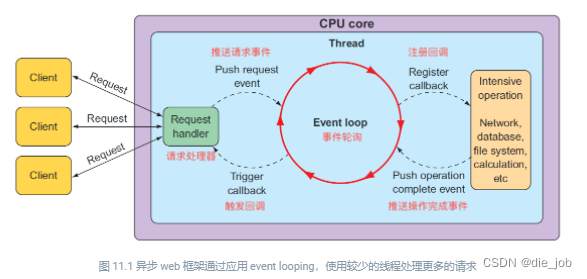 CPU core
Thread
推送请求事件
Push request
event
注册回调
Register
callback
Client
Request
Client
Request
Client
Request
Request
handler
请求处理器
Event loop
事件轮询
Intensive
operation
Network,
database,
file system,
calculation,
etc
Trigger
callback
触发回调
Push operation
complete event
推送操作完成事件
图 11.1 异步 web 框架通过应用 event looping，使用较少的线程处理更多的请求
CSDN @die_job